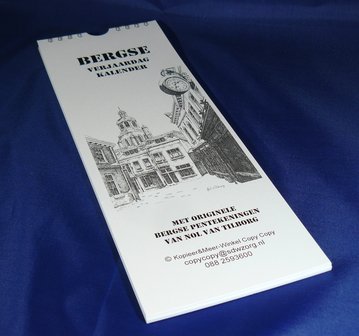 BERGSE
VERJAARDAG
KALENDER
MET ORIGINELE
BERGSE PENTEKENINGEN
VAN NOL VAN TILBORG
© Kopieer&Meer-Winkel Copy Copy
copycopy@sdwzorg.nl
088 2593600